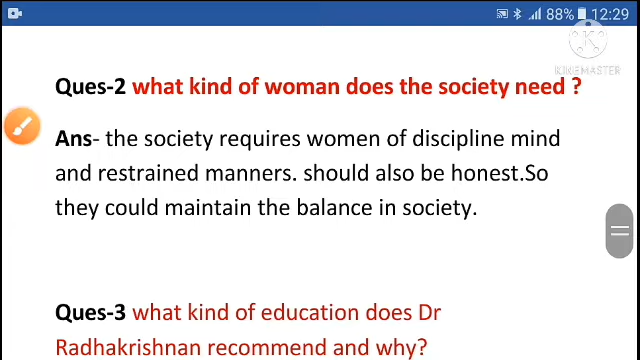 88% 12:29
KINEMASTER
Ques-2 what kind of woman does the society need ?
Ans- the society requires women of discipline mind
and restrained manners. should also be honest.So
they could maintain the balance in society.
Ques-3 what kind of education does Dr
Radhakrishnan recommend and why?